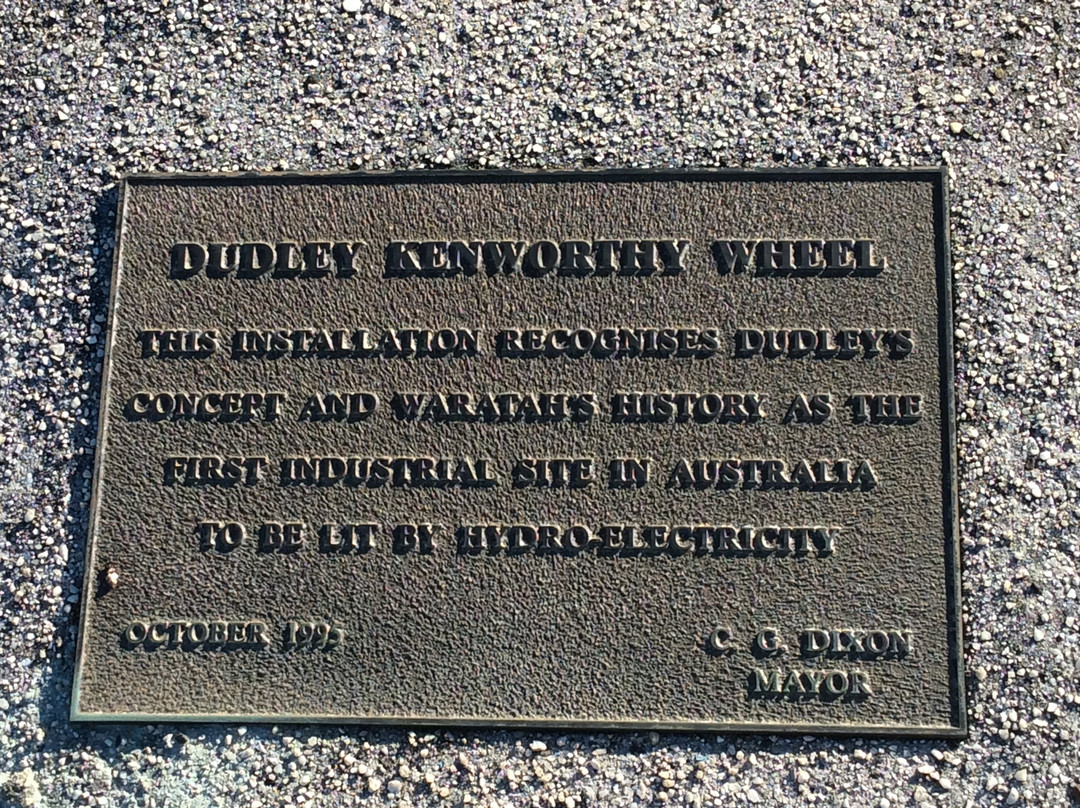 DUDLEY KENWORTHY WHEEL
THIS INSTALLATION RECOGNISES DUDLEY'S
CONCEPT AND WARATAH'S HISTORY AS THE
FIRST INDUSTRIAL SITE IN AUSTRALIA
TO BE LIT BY HYDRO-ELECTRICITY
OCTOBER 1995
C. G. DIXON
MAYOR